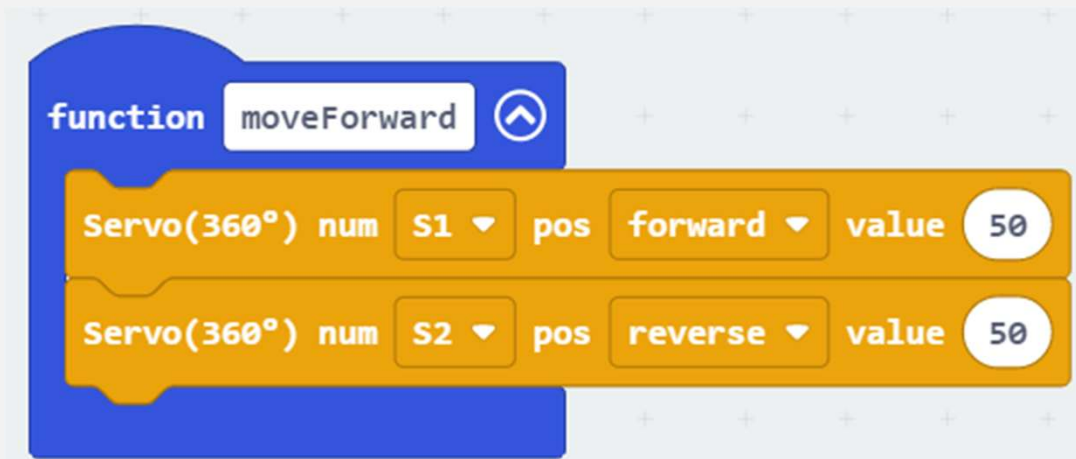 function moveForward
Servo(360°) num S1 pos forward value 50
Servo(360°) num S2 pos reverse value 50